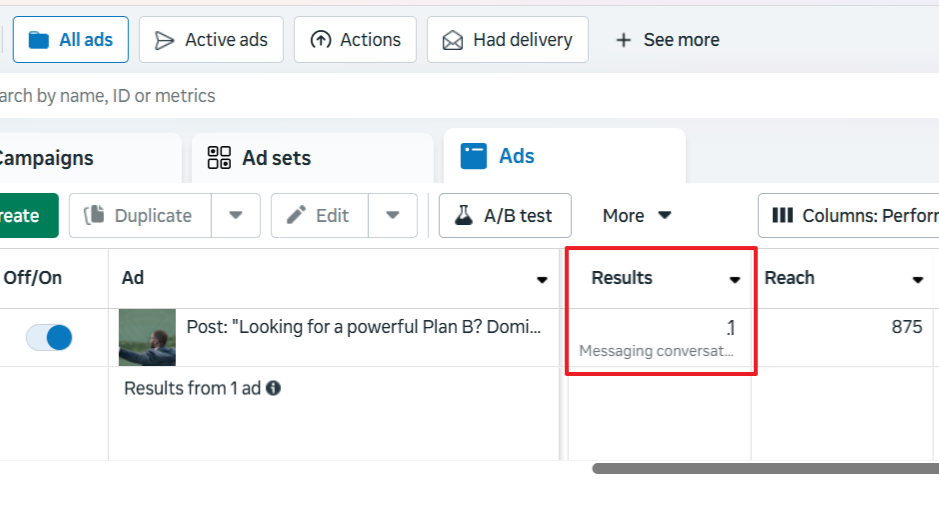 All ads
Active ads
Actions
Had delivery
+ See more
arch by name, ID or metrics
Campaigns
Ad sets
Ads
reate
Duplicate
Edit
A/B test
More
Columns: Perfor
Off/On
Ad
Results
Reach
Post: "Looking for a powerful Plan B? Domi...
1
875
Messaging conversat...
Results from 1 ad